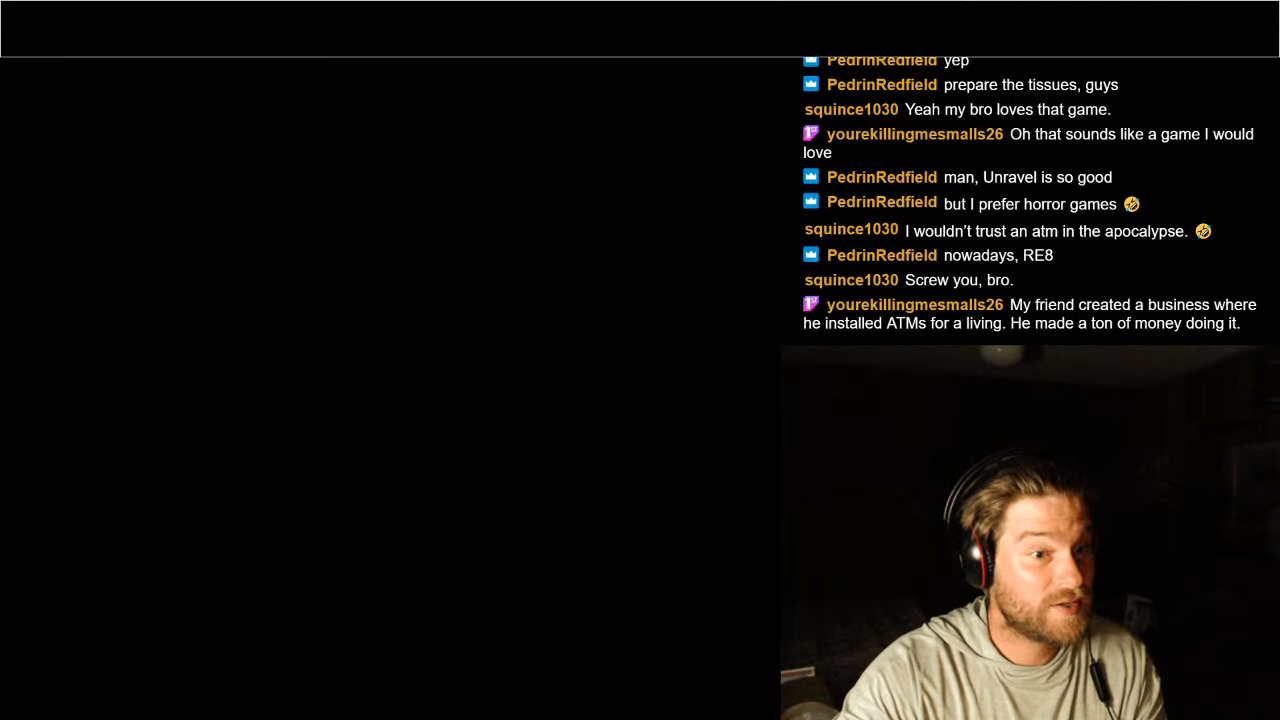 PedrinRedfield yep
PedrinRedfield prepare the tissues, guys
squince1030 Yeah my bro loves that game.
1ST yourekillingmesmalls26 Oh that sounds like a game I would
love
PedrinRedfield man, Unravel is so good
PedrinRedfield but I prefer horror games 🤣
squince1030 I wouldn’t trust an atm in the apocalypse. 🤣
PedrinRedfield nowadays, RE8
squince1030 Screw you, bro.
1ST yourekillingmesmalls26 My friend created a business where
he installed ATMs for a living. He made a ton of money doing it.